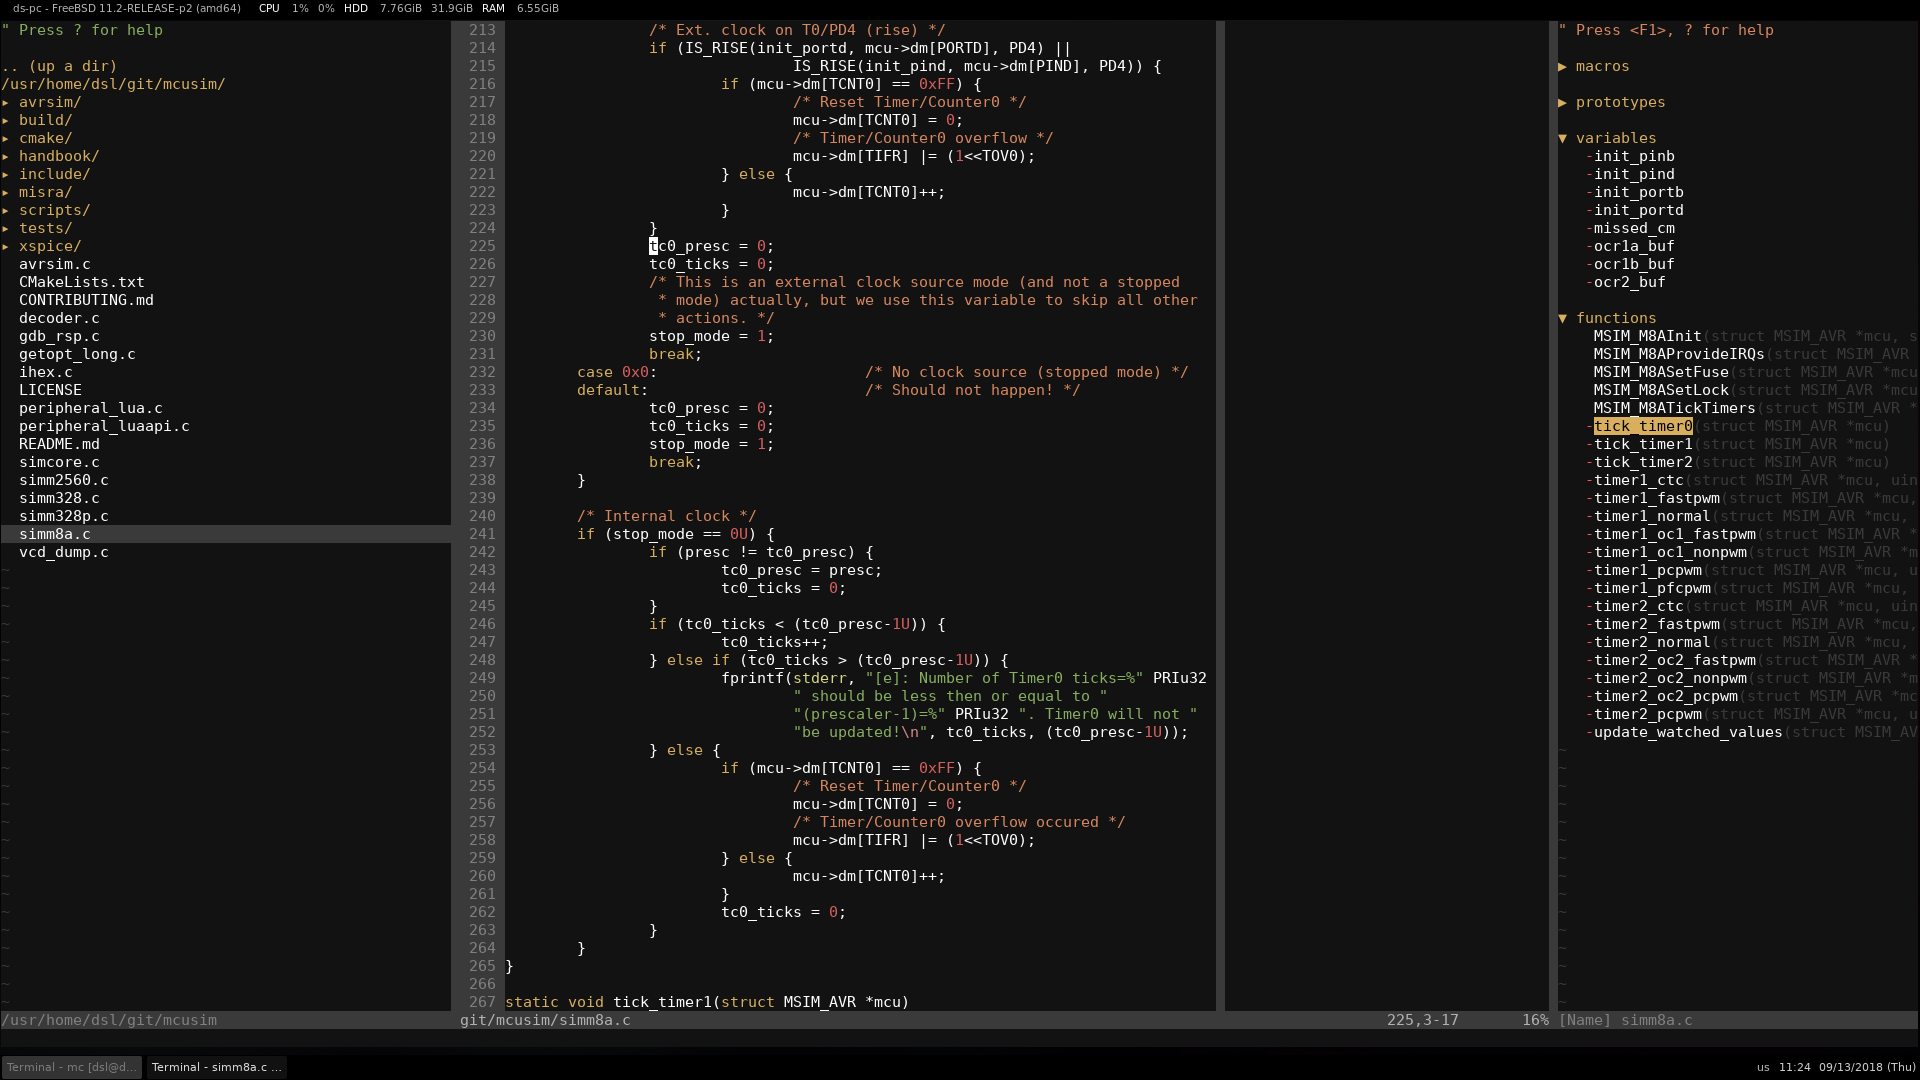 ds-pc - FreeBSD 11.2-RELEASE-p2 (amd64) CPU 1% 0% HDD 7.76GiB 31.9GiB RAM 6.55GiB
" Press ? for help
.. (up a dir)
/usr/home/dsl/git/mcusim/
▸ avrsim/
▸ build/
▸ cmake/
▸ handbook/
▸ include/
▸ misra/
▸ scripts/
▸ tests/
▸ xspice/
avrsim.c
CMakeLists.txt
CONTRIBUTING.md
decoder.c
gdb_rsp.c
getopt_long.c
ihex.c
LICENSE
peripheral_lua.c
peripheral_luaapi.c
README.md
simcore.c
simm2560.c
simm328.c
simm328p.c
simm8a.c
vcd_dump.c
/usr/home/dsl/git/mcusim
213 /* Ext. clock on T0/PD4 (rise) */
214 if (IS_RISE(init_portd, mcu->dm[PORTD], PD4) ||
215 IS_RISE(init_pind, mcu->dm[PIND], PD4)) {
216 if (mcu->dm[TCNT0] == 0xFF) {
217 /* Reset Timer/Counter0 */
218 mcu->dm[TCNT0] = 0;
219 /* Timer/Counter0 overflow */
220 mcu->dm[TIFR] |= (1<<TOV0);
221 } else {
222 mcu->dm[TCNT0]++;
223 }
224 }
225 tc0_presc = 0;
226 tc0_ticks = 0;
227 /* This is an external clock source mode (and not a stopped
228 * mode) actually, but we use this variable to skip all other
229 * actions. */
230 stop_mode = 1;
231 break;
232 case 0x0: /* No clock source (stopped mode) */
233 default: /* Should not happen! */
234 tc0_presc = 0;
235 tc0_ticks = 0;
236 stop_mode = 1;
237 break;
238 }
239
240 /* Internal clock */
241 if (stop_mode == 0U) {
242 if (presc != tc0_presc) {
243 tc0_presc = presc;
244 tc0_ticks = 0;
245 }
246 if (tc0_ticks < (tc0_presc-1U)) {
247 tc0_ticks++;
248 } else if (tc0_ticks > (tc0_presc-1U)) {
249 fprintf(stderr, "[e]: Number of Timer0 ticks=%" PRIu32
250 " should be less then or equal to "
251 "(prescaler-1)=%" PRIu32 ". Timer0 will not "
252 "be updated!\n", tc0_ticks, (tc0_presc-1U));
253 } else {
254 if (mcu->dm[TCNT0] == 0xFF) {
255 /* Reset Timer/Counter0 */
256 mcu->dm[TCNT0] = 0;
257 /* Timer/Counter0 overflow occured */
258 mcu->dm[TIFR] |= (1<<TOV0);
259 } else {
260 mcu->dm[TCNT0]++;
261 }
262 tc0_ticks = 0;
263 }
264 }
265 }
266
267 static void tick_timer1(struct MSIM_AVR *mcu)
git/mcusim/simm8a.c 225,3-17 16%
" Press <F1>, ? for help
▶ macros
▶ prototypes
▼ variables
-init_pinb
-init_pind
-init_portb
-init_portd
-missed_cm
-ocr1a_buf
-ocr1b_buf
-ocr2_buf
▼ functions
MSIM_M8AInit(struct MSIM_AVR *mcu, s
MSIM_M8AProvideIRQs(struct MSIM_AVR
MSIM_M8ASetFuse(struct MSIM_AVR *mcu
MSIM_M8ASetLock(struct MSIM_AVR *mcu
MSIM_M8ATickTimers(struct MSIM_AVR *
-tick_timer0(struct MSIM_AVR *mcu)
-tick_timer1(struct MSIM_AVR *mcu)
-tick_timer2(struct MSIM_AVR *mcu)
-timer1_ctc(struct MSIM_AVR *mcu, uin
-timer1_fastpwm(struct MSIM_AVR *mcu,
-timer1_normal(struct MSIM_AVR *mcu,
-timer1_oc1_fastpwm(struct MSIM_AVR *
-timer1_oc1_nonpwm(struct MSIM_AVR *m
-timer1_pcpwm(struct MSIM_AVR *mcu, u
-timer1_pfcpwm(struct MSIM_AVR *mcu,
-timer2_ctc(struct MSIM_AVR *mcu, uin
-timer2_fastpwm(struct MSIM_AVR *mcu,
-timer2_normal(struct MSIM_AVR *mcu,
-timer2_oc2_fastpwm(struct MSIM_AVR *
-timer2_oc2_nonpwm(struct MSIM_AVR *m
-timer2_oc2_pcpwm(struct MSIM_AVR *mc
-timer2_pcpwm(struct MSIM_AVR *mcu, u
-update_watched_values(struct MSIM_AV
[Name] simm8a.c
Terminal - mc [dsl@d... Terminal - simm8a.c ... us 11:24 09/13/2018 (Thu)